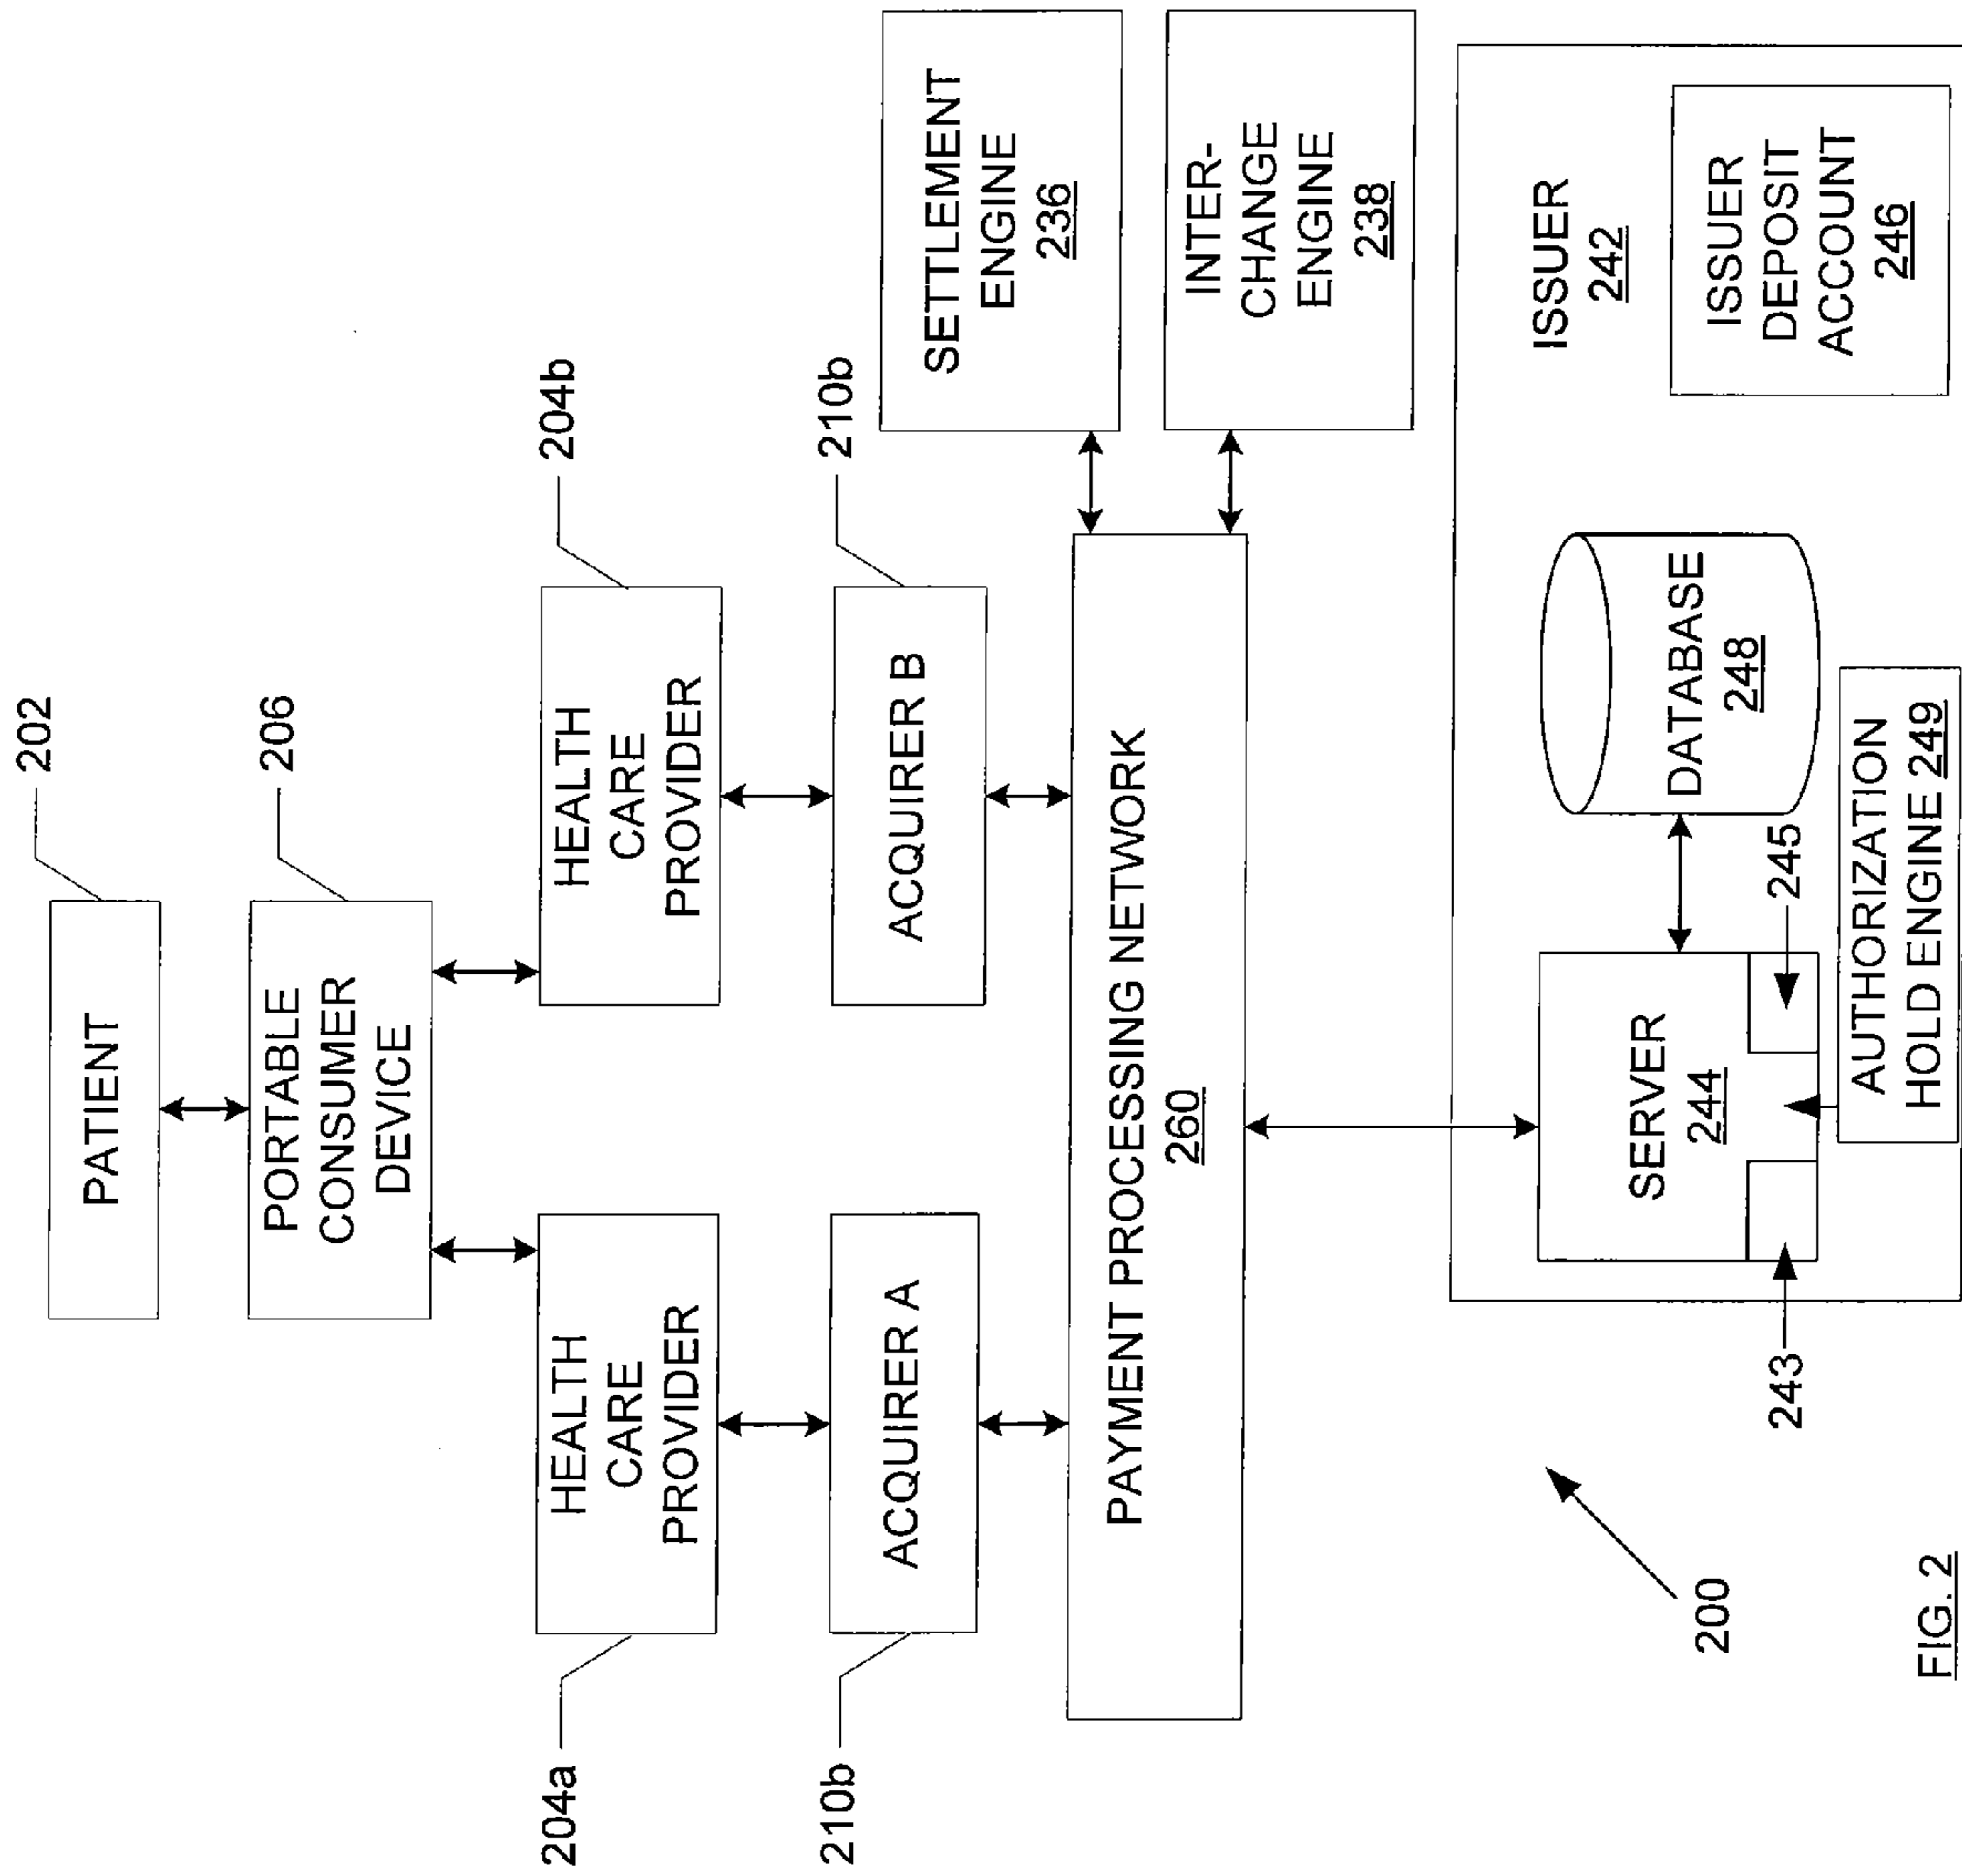 202
PATIENT
206
PORTABLE
CONSUMER
DEVICE
204a
HEALTH
CARE
PROVIDER
204b
HEALTH
CARE
PROVIDER
210b
ACQUIRER A
210b
ACQUIRER B
SETTLEMENT
ENGINE
236
PAYMENT PROCESSING NETWORK
260
INTER-
CHANGE
ENGINE
238
ISSUER
242
SERVER
244
DATABASE
248
ISSUER
DEPOSIT
ACCOUNT
246
243
245
AUTHORIZATION
HOLD ENGINE 249
200
FIG. 2